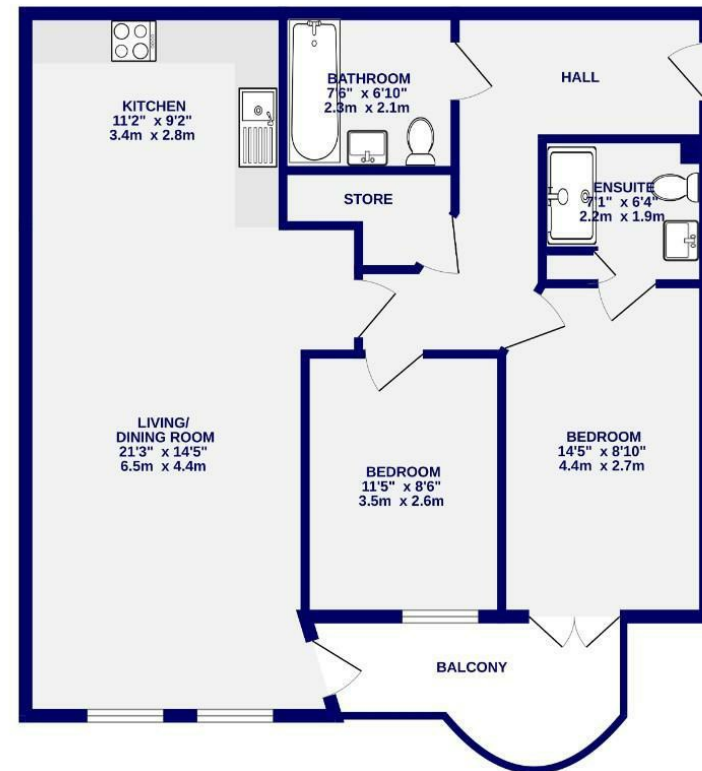 KITCHEN
11'2" x 9'2"
3.4m x 2.8m
BATHROOM
7'6" x 6'10"
2.3m x 2.1m
HALL
STORE
ENSUITE
7'1" x 6'4"
2.2m x 1.9m
LIVING/
DINING ROOM
21'3" x 14'5"
6.5m x 4.4m
BEDROOM
11'5" x 8'6"
3.5m x 2.6m
BEDROOM
14'5" x 8'10"
4.4m x 2.7m
BALCONY